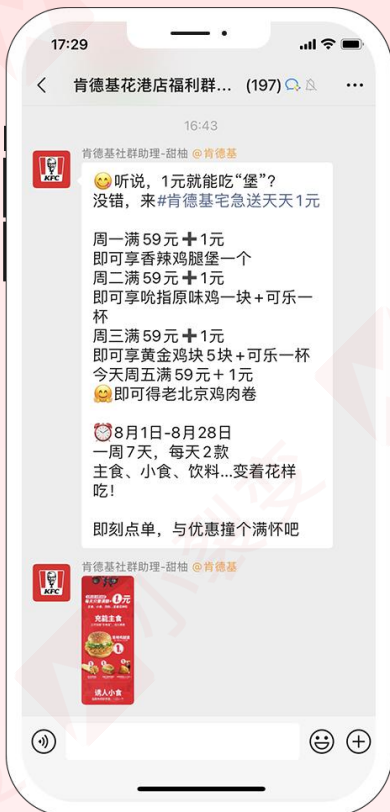 17:29
肯德基花港店福利群... (197)
16:43
肯德基社群助理-甜柚 @肯德基
KFC
😋听说，1元就能吃“堡”?
没错，来#肯德基宅急送天天1元
周一满59元➕1元
即可享香辣鸡腿堡一个
周二满59元➕1元
即可享吮指原味鸡一块+可乐一
杯
周三满59元➕1元
即可享黄金鸡块5块+可乐一杯
今天周五满59元＋1元
🤗即可得老北京鸡肉卷
⏰8月1日-8月28日
一周7天，每天2款
主食、小食、饮料...变着花样
吃!
即刻点单，与优惠撞个满怀吧
肯德基社群助理-甜柚 @肯德基
KFC
充能主食
诱人小食
小裂变